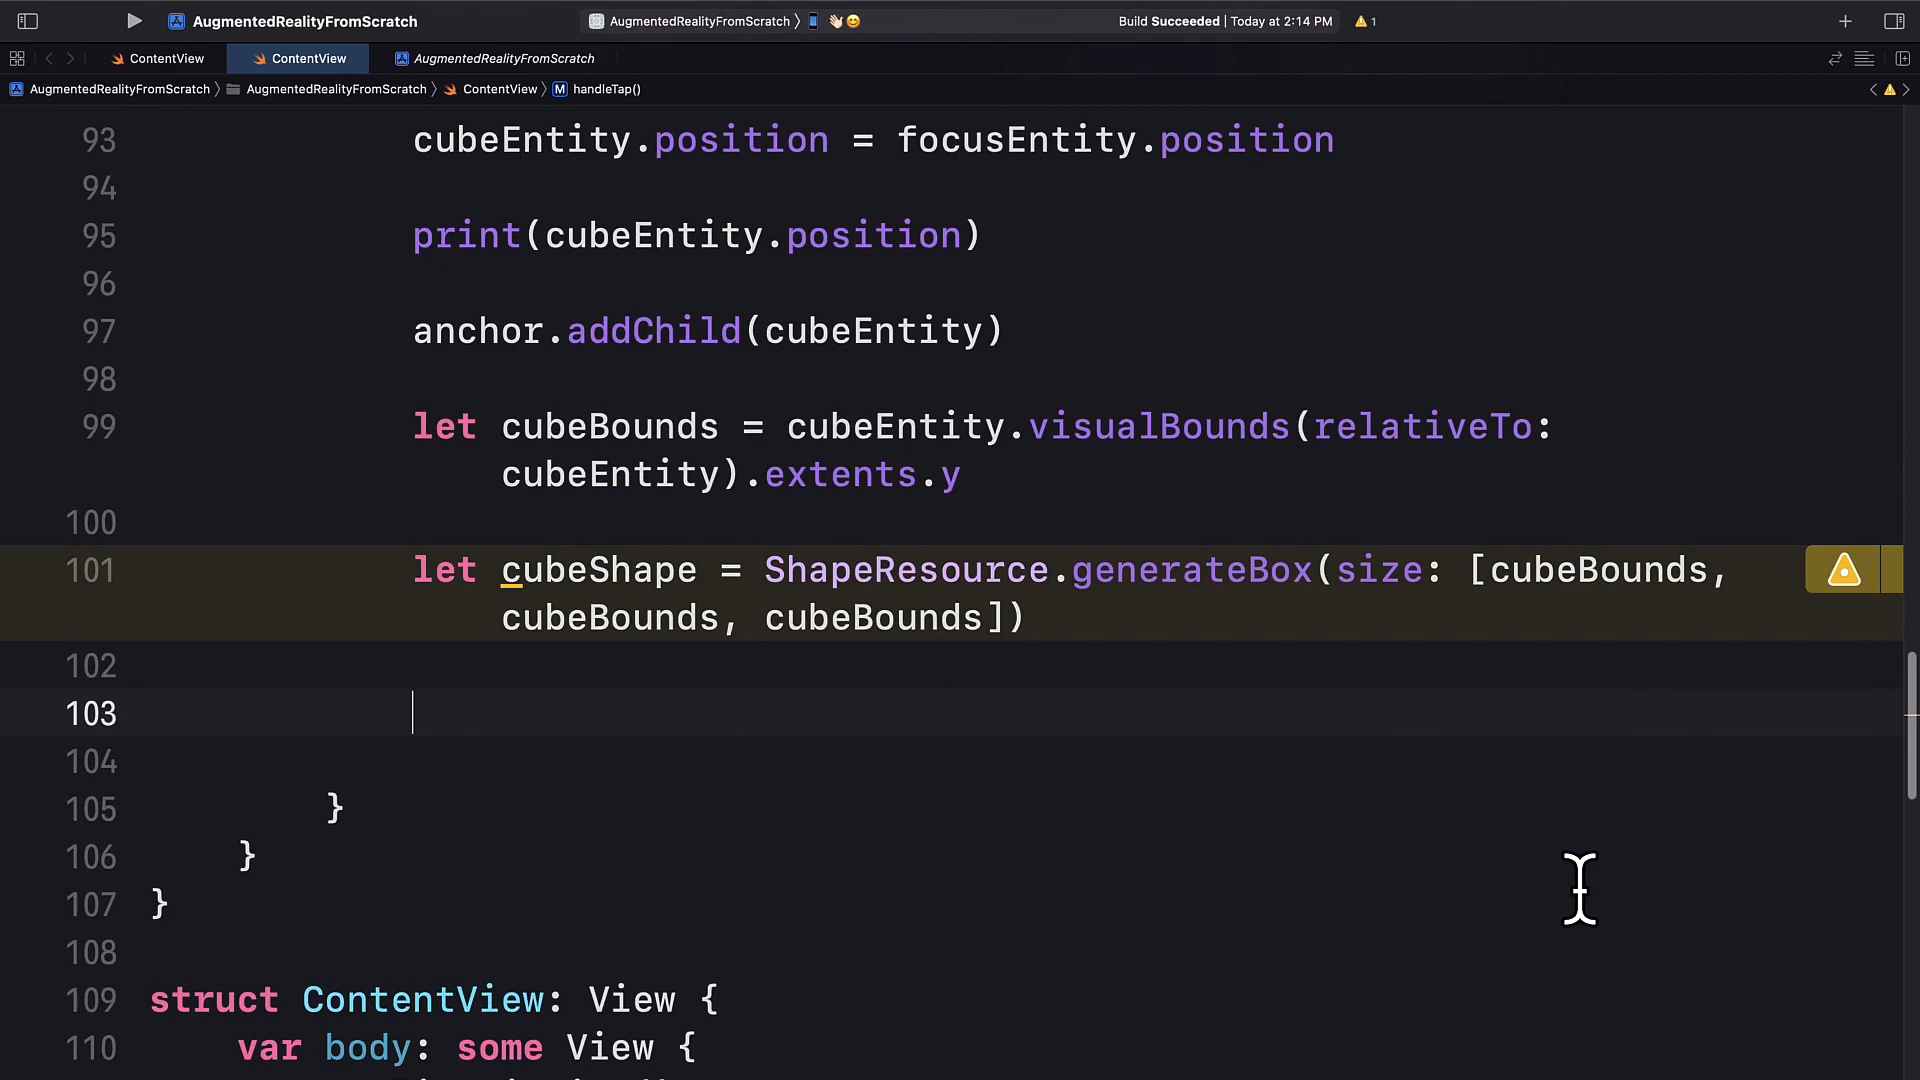 AugmentedRealityFromScratch
AugmentedRealityFromScratch 〉 👋🏻😊
Build Succeeded | Today at 2:14 PM
1
ContentView
ContentView
AugmentedRealityFromScratch
AugmentedRealityFromScratch 〉 AugmentedRealityFromScratch 〉 ContentView 〉 M handleTap()
93 cubeEntity.position = focusEntity.position
94
95 print(cubeEntity.position)
96
97 anchor.addChild(cubeEntity)
98
99 let cubeBounds = cubeEntity.visualBounds(relativeTo:
cubeEntity).extents.y
100
101 let cubeShape = ShapeResource.generateBox(size: [cubeBounds,
cubeBounds, cubeBounds])
102
103
104
105 }
106 }
107 }
108
109 struct ContentView: View {
110 var body: some View {